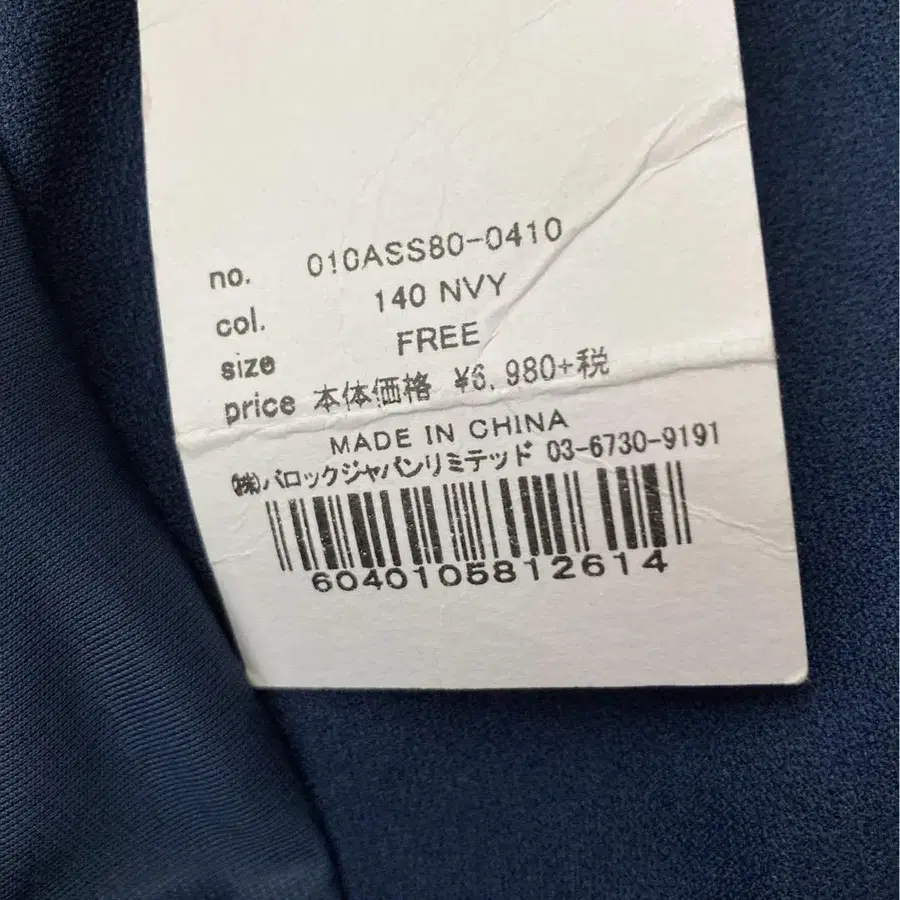 no. 010ASS80-0410
col. 140 NVY
size FREE
price 本体価格 ¥6,980+税
MADE IN CHINA
㈱バロックジャパンリミテッド 03-6730-9191
6040105812614